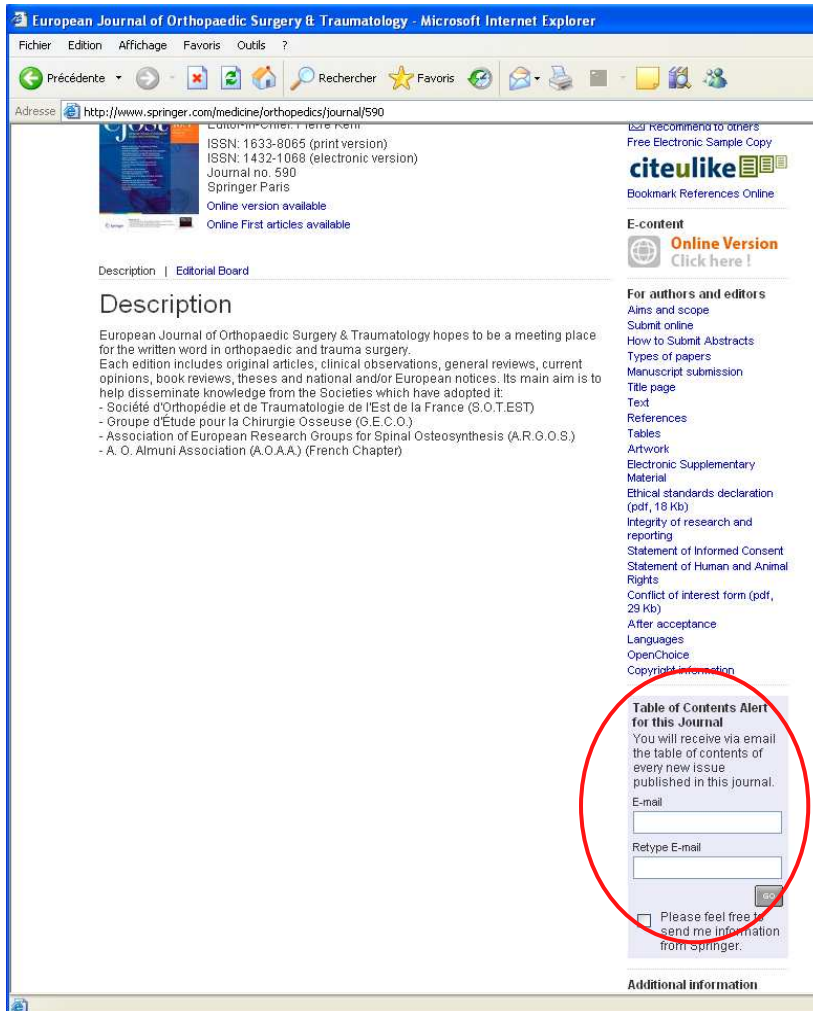 European Journal of Orthopaedic Surgery & Traumatology - Microsoft Internet Explorer
Fichier Edition Affichage Favoris Outils ?
Précédente Rechercher Favoris
Adresse http://www.springer.com/medicine/orthopedics/journal/590
Editor-in-Chief: Pierre Kehr
ISSN: 1633-8065 (print version)
ISSN: 1432-1068 (electronic version)
Journal no. 590
Springer Paris
Online version available
Online First articles available
Description | Editorial Board
Description
European Journal of Orthopaedic Surgery & Traumatology hopes to be a meeting place
for the written word in orthopaedic and trauma surgery.
Each edition includes original articles, clinical observations, general reviews, current
opinions, book reviews, theses and national and/or European notices. Its main aim is to
help disseminate knowledge from the Societies which have adopted it:
- Société d'Orthopédie et de Traumatologie de l'Est de la France (S.O.T.EST)
- Groupe d'Étude pour la Chirurgie Osseuse (G.E.C.O.)
- Association of European Research Groups for Spinal Osteosynthesis (A.R.G.O.S.)
- A. O. Almuni Association (A.O.A.A.) (French Chapter)
Recommend to others
Free Electronic Sample Copy
citeulike
Bookmark References Online
E-content
Online Version
Click here !
For authors and editors
Aims and scope
Submit online
How to Submit Abstracts
Types of papers
Manuscript submission
Title page
Text
References
Tables
Artwork
Electronic Supplementary
Material
Ethical standards declaration
(pdf, 18 Kb)
Integrity of research and
reporting
Statement of Informed Consent
Statement of Human and Animal
Rights
Conflict of interest form (pdf,
29 Kb)
After acceptance
Languages
OpenChoice
Copyright information
Table of Contents Alert
for this Journal
You will receive via email
the table of contents of
every new issue
published in this journal.
E-mail
Retype E-mail
GO
Please feel free to
send me information
from Springer.
Additional information